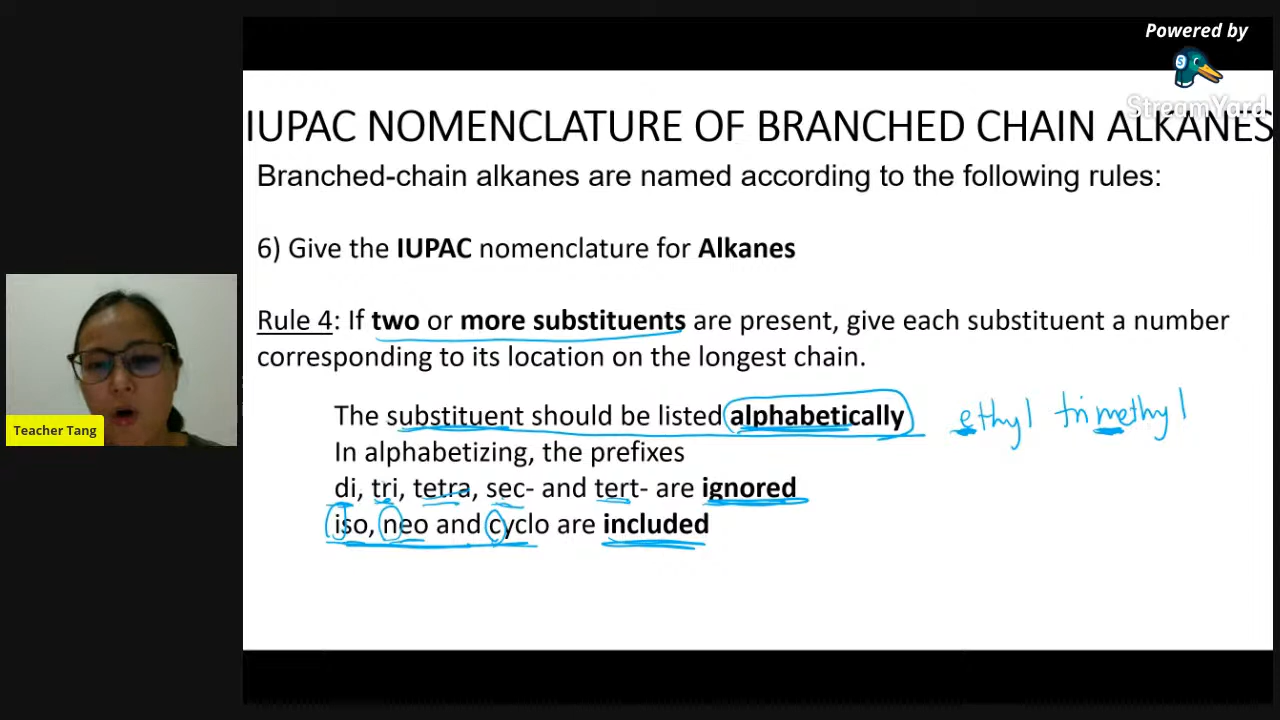 Powered by
StreamYard
IUPAC NOMENCLATURE OF BRANCHED CHAIN ALKANES
Branched-chain alkanes are named according to the following rules:
6) Give the IUPAC nomenclature for Alkanes
Rule 4: If two or more substituents are present, give each substituent a number
corresponding to its location on the longest chain.
The substituent should be listed alphabetically ethyl trimethyl
In alphabetizing, the prefixes
di, tri, tetra, sec- and tert- are ignored
iso, neo and cyclo are included
Teacher Tang